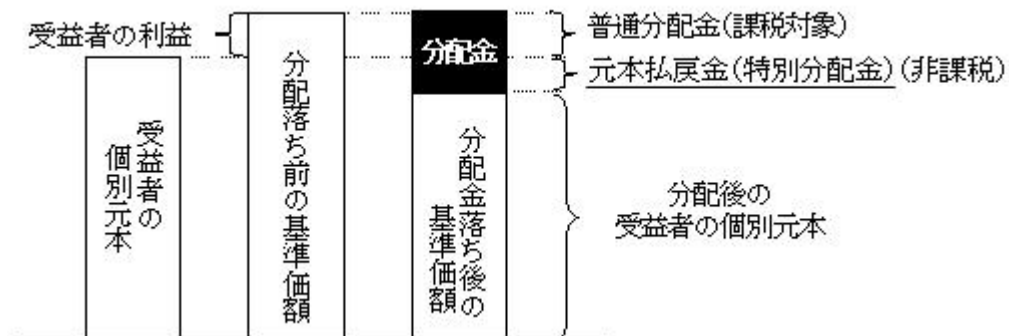 受益者の利益
受益者の
個別元本
分配落ち前の基準価額
分配金
分配金落ち後の
基準価額
普通分配金(課税対象)
元本払戻金(特別分配金)(非課税)
分配後の
受益者の個別元本